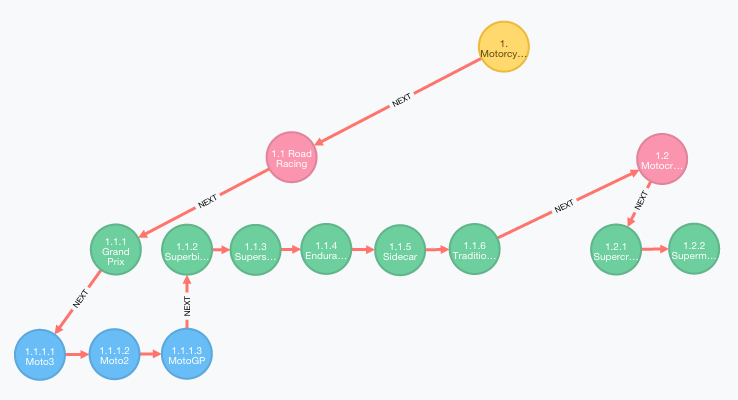 1.
Motorcy...
NEXT
1.1 Road
Racing
1.2
Motocr...
NEXT
NEXT
NEXT
1.1.1
Grand
Prix
1.1.2
Superbi...
1.1.3
Supers...
1.1.4
Endura...
1.1.5
Sidecar
1.1.6
Traditio...
1.2.1
Supercr...
1.2.2
Superm...
NEXT
NEXT
1.1.1.1
Moto3
1.1.1.2
Moto2
1.1.1.3
MotoGP